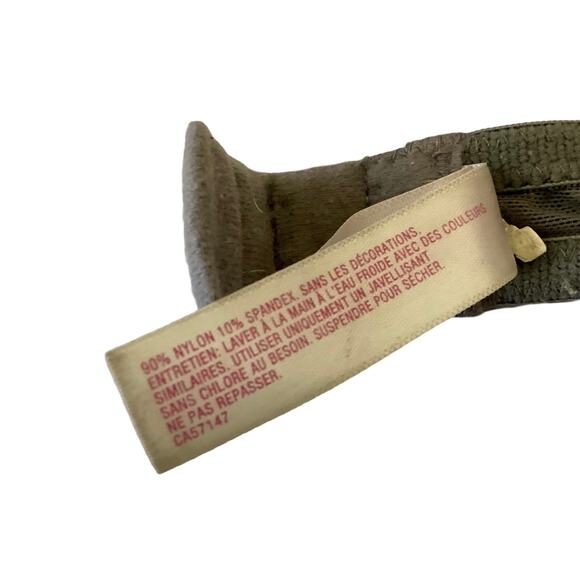 90% NYLON 10% SPANDEX. SANS LES DÉCORATIONS.
ENTRETIEN: LAVER À LA MAIN À L'EAU FROIDE AVEC DES COULEURS
SIMILAIRES. UTILISER UNIQUEMENT UN JAVELLISANT
SANS CHLORE AU BESOIN. SUSPENDRE POUR SÉCHER.
NE PAS REPASSER.
CA57147